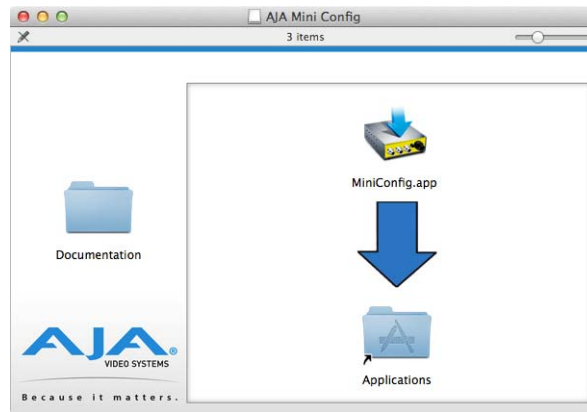 AJA Mini Config
3 items
MiniConfig.app
Documentation
Applications
AJA®
VIDEO SYSTEMS
Because it matters.